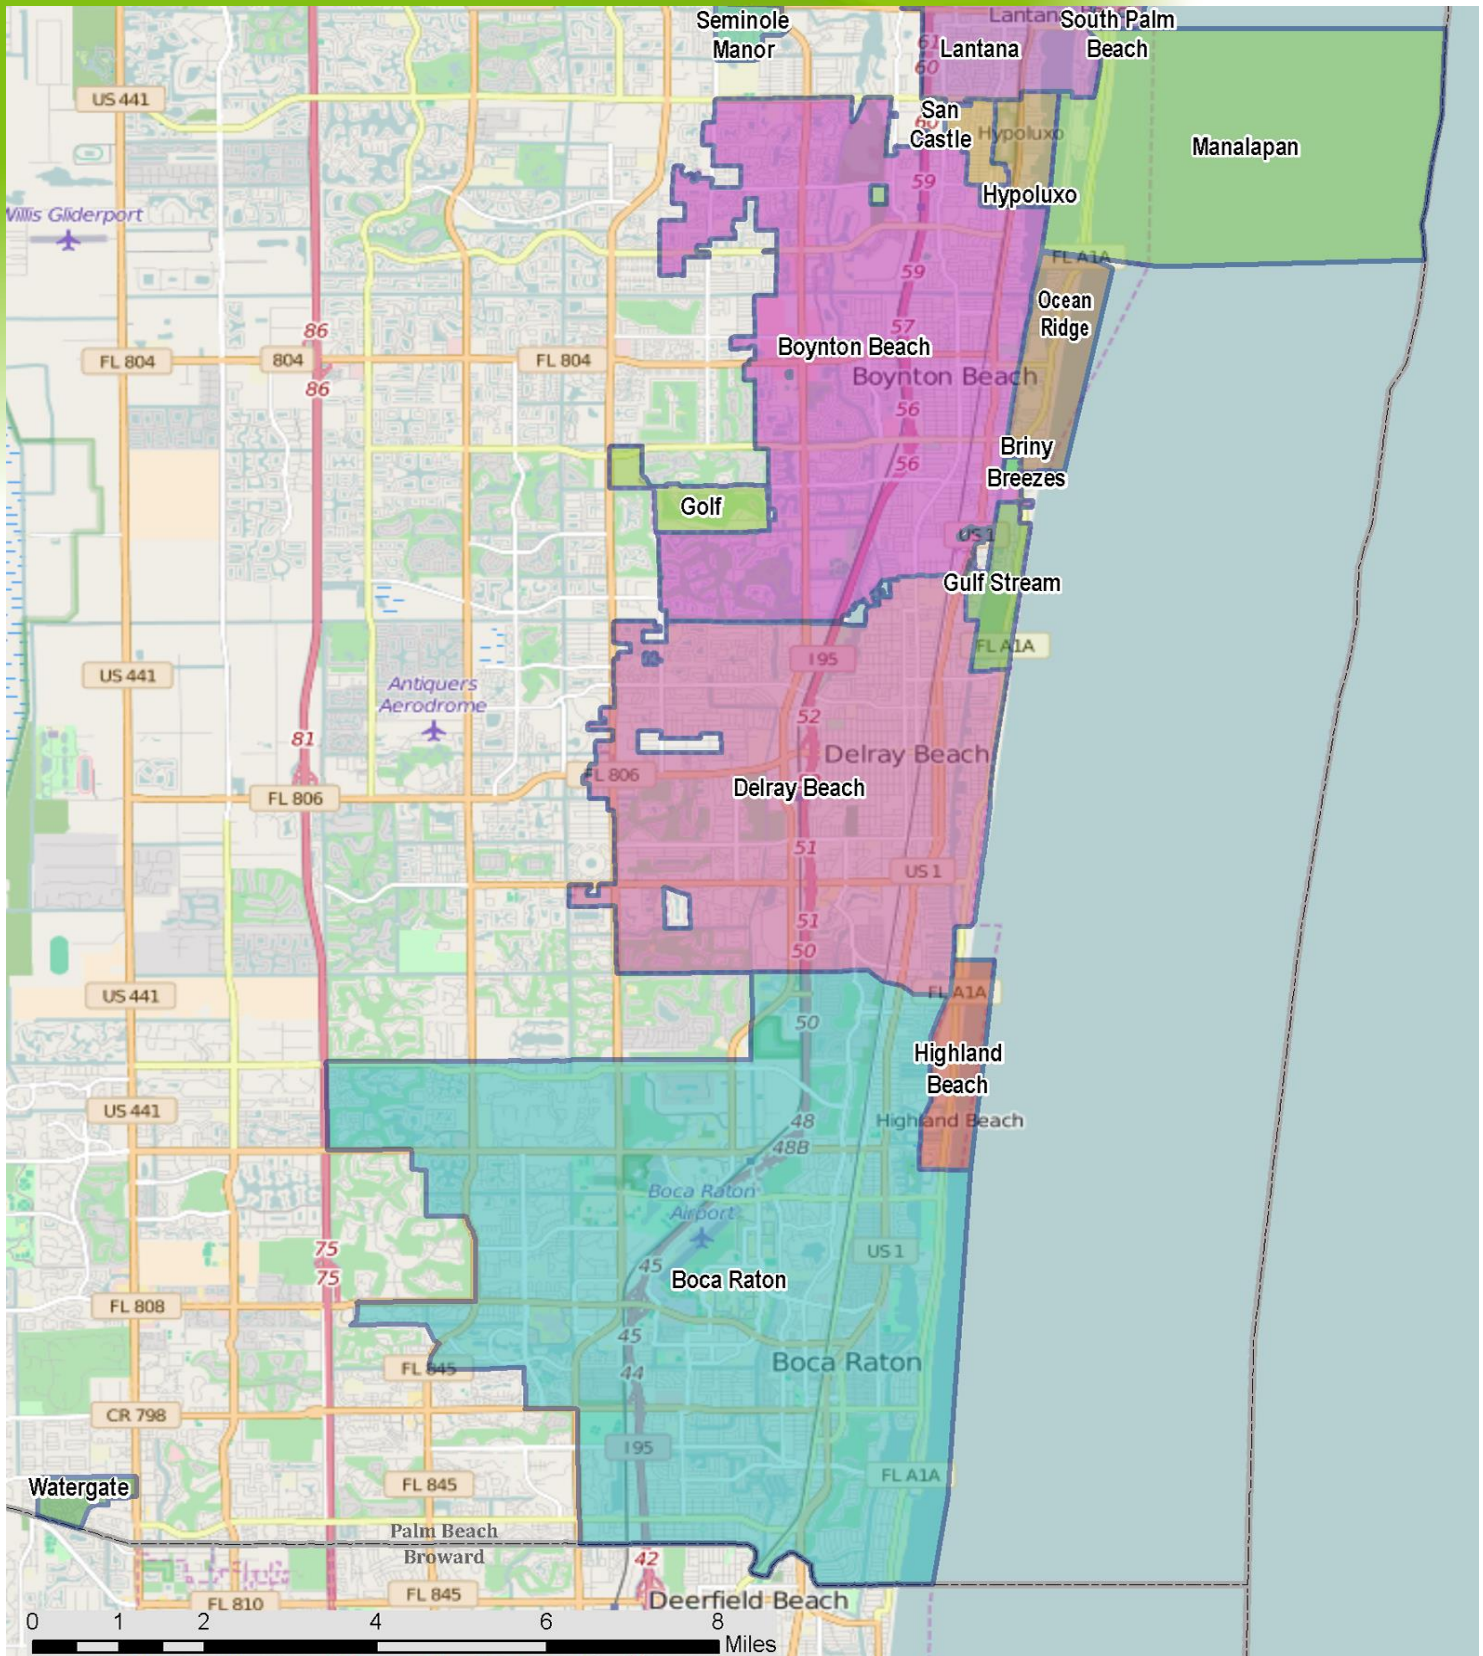 Seminole
Manor
Lantana
South Palm
Beach
61
Lantana
60
US 441
San
Castle
60
Hypoluxo
Manalapan
59
Hypoluxo
Willis Gliderport
FL A1A
59
Ocean
Ridge
86
57
Boynton Beach
FL 804
804
FL 804
Boynton Beach
86
56
Briny
Breezes
56
Golf
US 1
Gulf Stream
FL A1A
I 95
US 441
Antiquers
Aerodrome
52
81
Delray Beach
FL 806
Delray Beach
FL 806
51
US 1
51
50
US 441
FL A1A
50
Highland
Beach
US 441
48
Highland Beach
48B
Boca Raton
Airport
75
US 1
45
75
Boca Raton
FL 808
45
Boca Raton
FL 845
44
CR 798
I 95
FL A1A
Watergate
FL 845
Palm Beach
Broward
42
FL 845
FL 810
Deerfield Beach
0 1 2 4 6 8
Miles